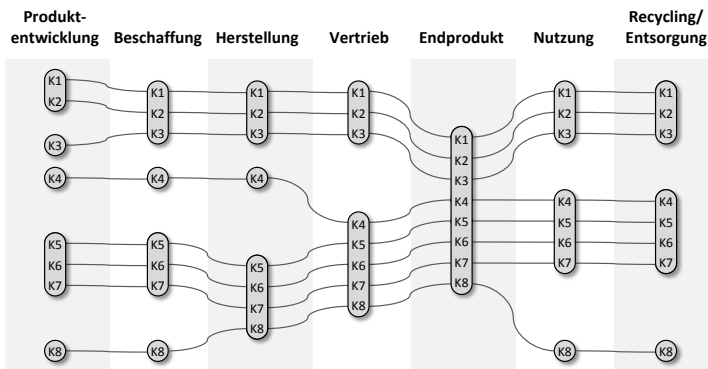 Produkt-
entwicklung
Beschaffung
Herstellung
Vertrieb
Endprodukt
Nutzung
Recycling/
Entsorgung
K1
K2
K3
K4
K5
K6
K7
K8
K1
K2
K3
K4
K5
K6
K7
K8
K1
K2
K3
K4
K5
K6
K7
K8
K1
K2
K3
K4
K5
K6
K7
K8
K1
K2
K3
K4
K5
K6
K7
K8
K1
K2
K3
K4
K5
K6
K7
K8
K1
K2
K3
K4
K5
K6
K7
K8